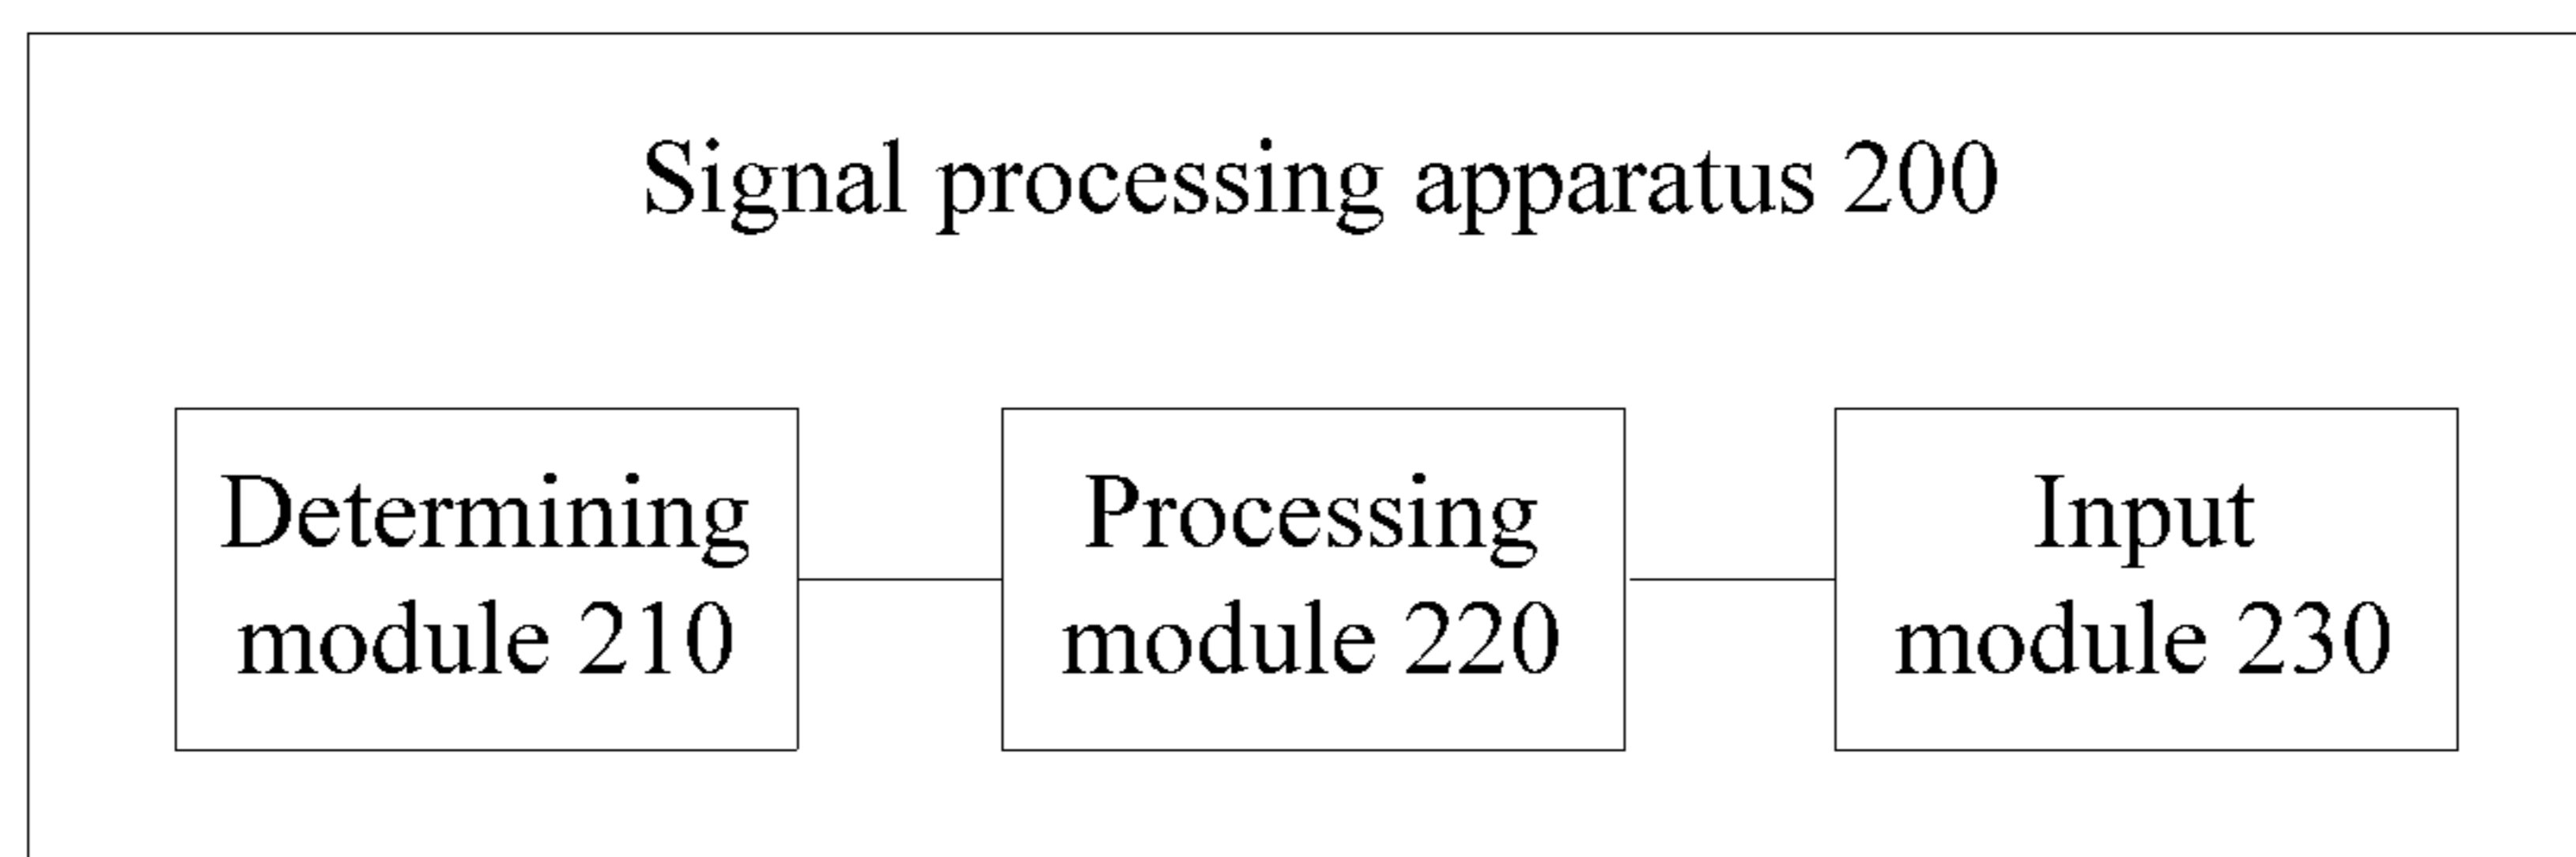 Signal processing apparatus 200
Determining
module 210
Processing
module 220
Input
module 230